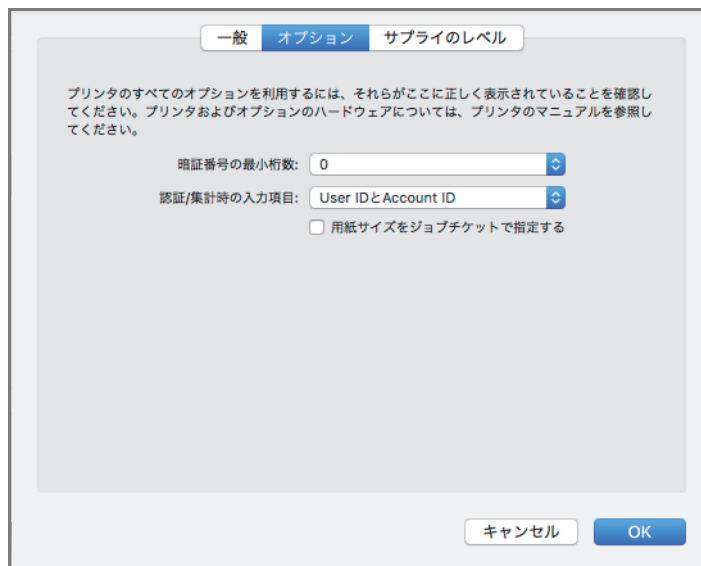 一般 オプション サプライのレベル
プリンタのすべてのオプションを利用するには、それらがここに正しく表示されていることを確認し
てください。プリンタおよびオプションのハードウェアについては、プリンタのマニュアルを参照し
てください。
暗証番号の最小桁数: 0
認証/集計時の入力項目: User IDとAccount ID
用紙サイズをジョブチケットで指定する
キャンセル OK